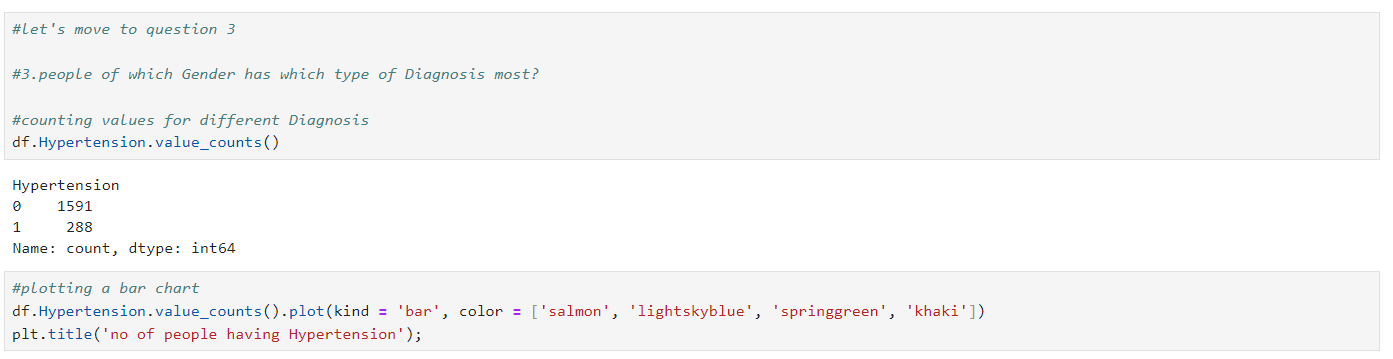 #let's move to question 3
#3.people of which Gender has which type of Diagnosis most?
#counting values for different Diagnosis
df.Hypertension.value_counts()
Hypertension
0    1591
1     288
Name: count, dtype: int64
#plotting a bar chart
df.Hypertension.value_counts().plot(kind = 'bar', color = ['salmon', 'lightskyblue', 'springgreen', 'khaki'])
plt.title('no of people having Hypertension');